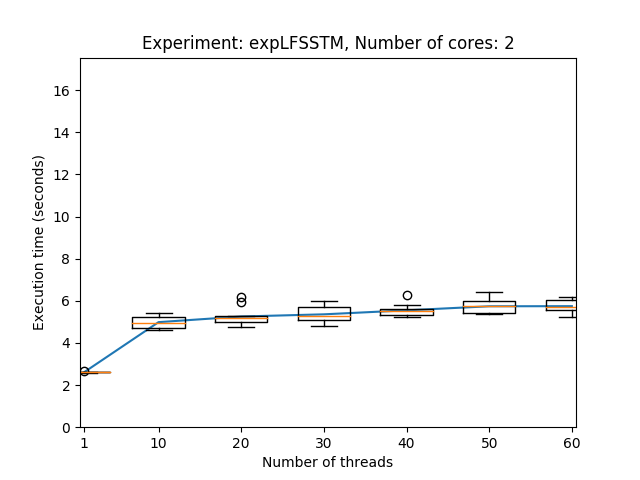 Experiment: expLFSSTM, Number of cores: 2
Execution time (seconds)
16
14
12
10
8
6
4
2
0
1 10 20 30 40 50 60
Number of threads